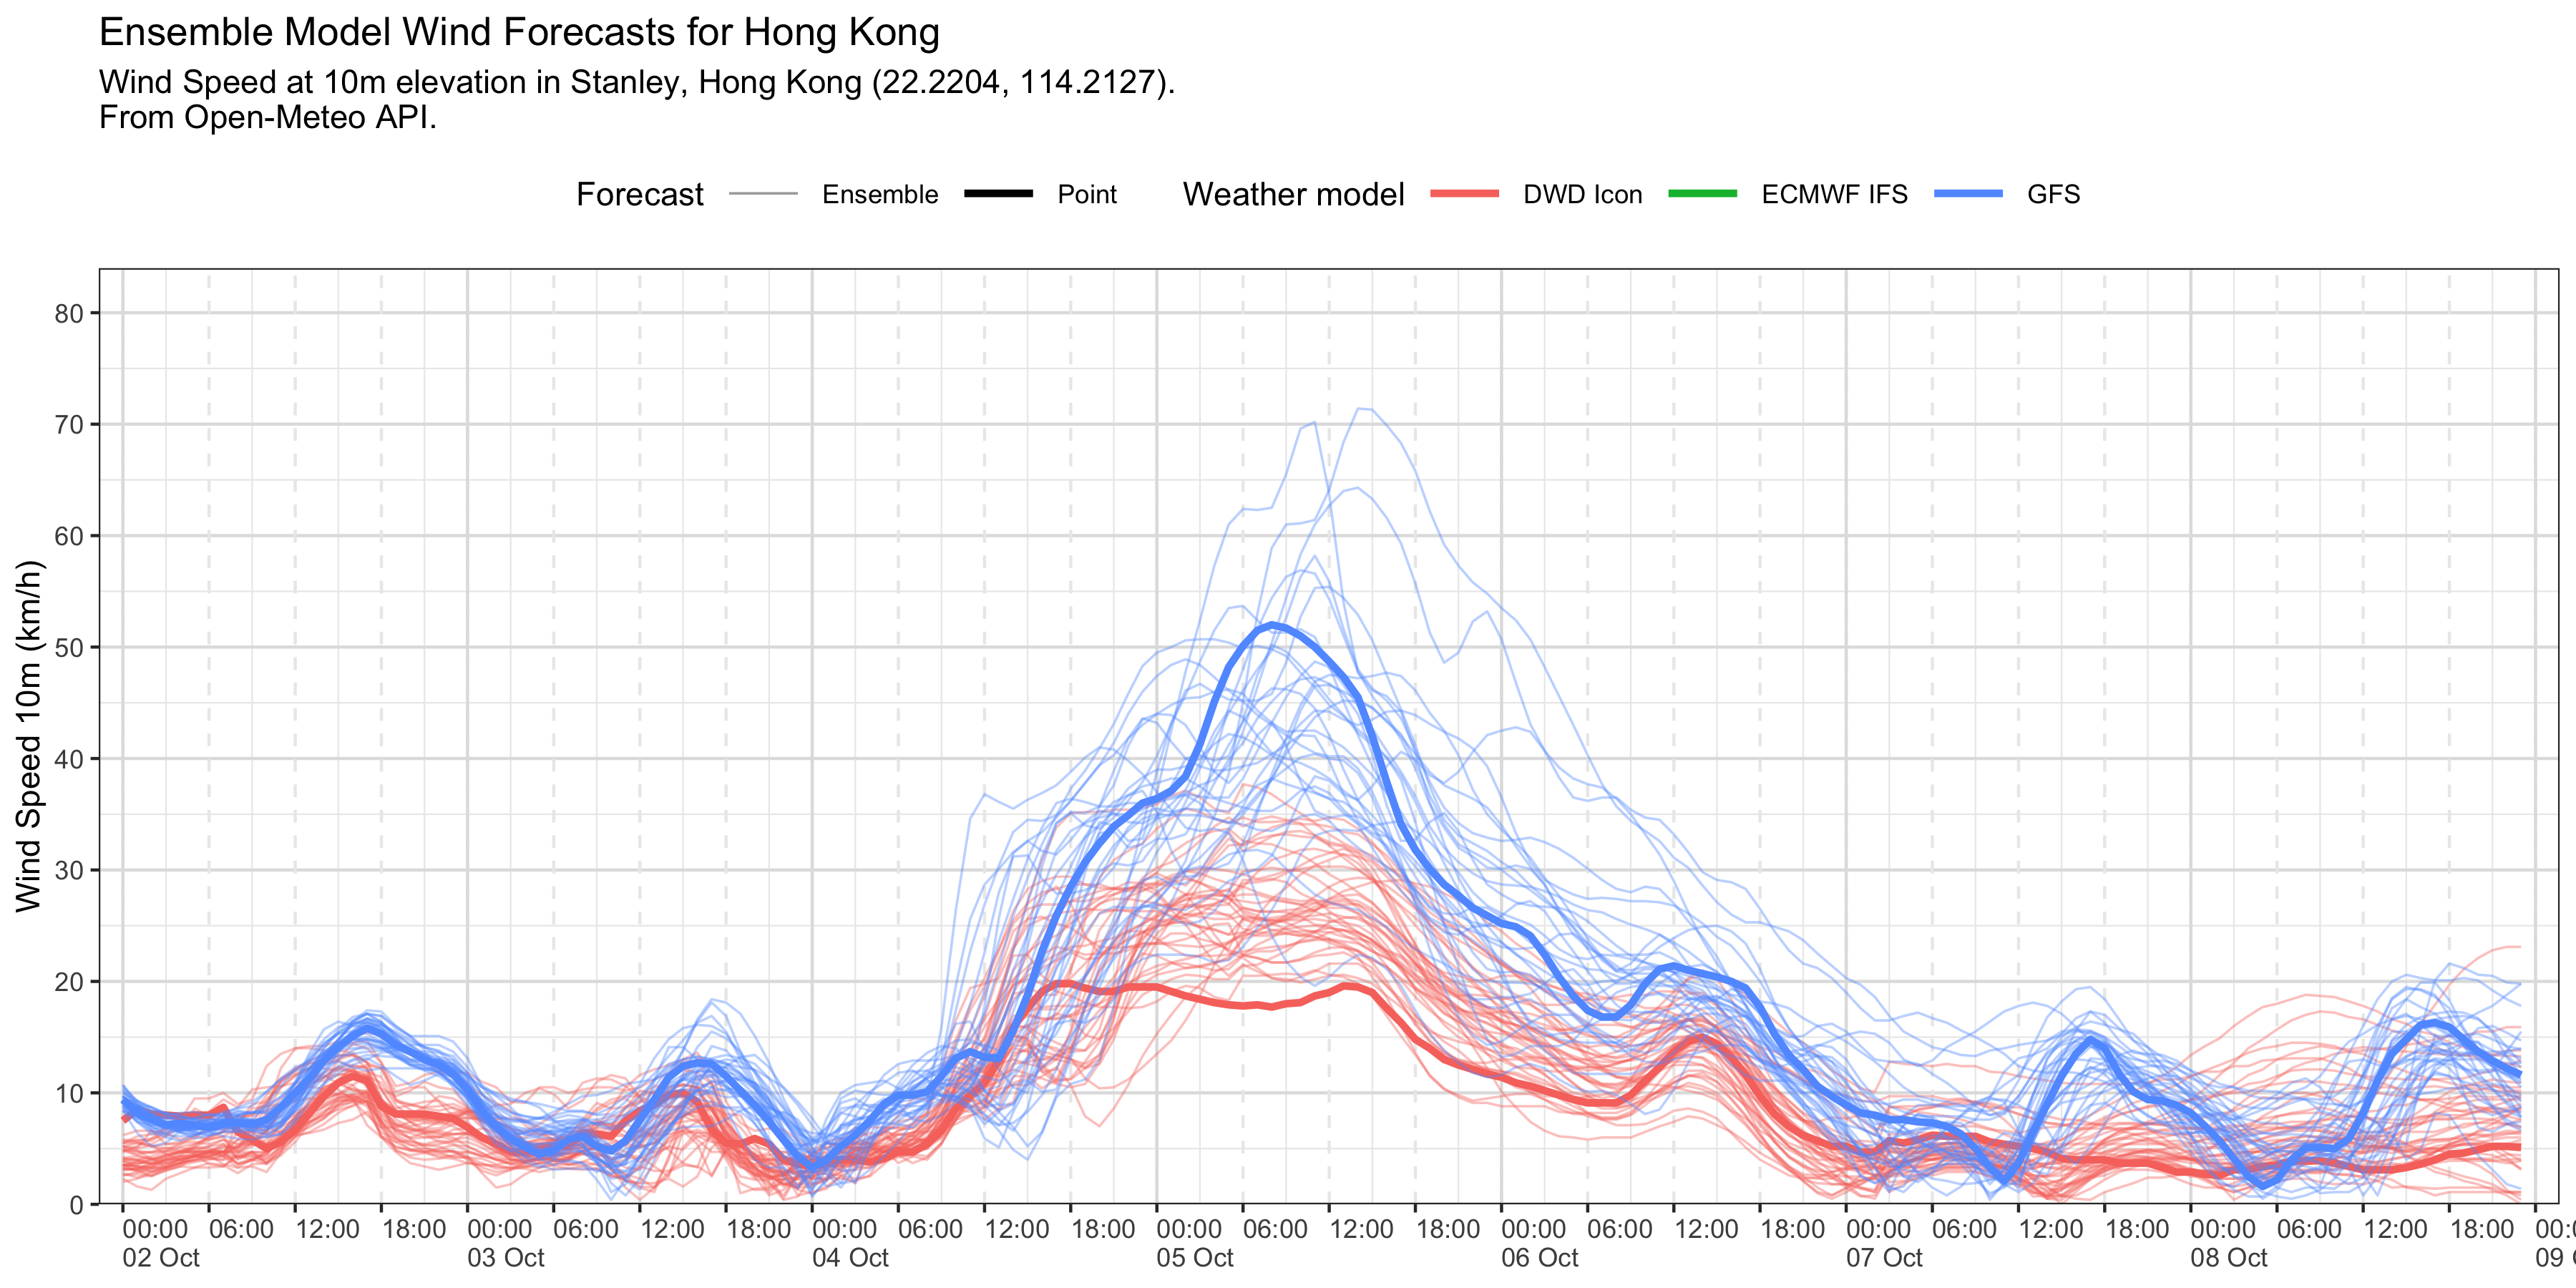 Ensemble Model Wind Forecasts for Hong Kong
Wind Speed at 10m elevation in Stanley, Hong Kong (22.2204, 114.2127).
From Open-Meteo API.
Forecast Ensemble Point Weather model DWD Icon ECMWF IFS GFS
Wind Speed 10m (km/h)
80
70
60
50
40
30
20
10
0
00:00 06:00 12:00 18:00 00:00 06:00 12:00 18:00 00:00 06:00 12:00 18:00 00:00 06:00 12:00 18:00 00:00 06:00 12:00 18:00 00:00 06:00 12:00 18:00 00:00 06:00 12:00 18:00 00:
02 Oct 03 Oct 04 Oct 05 Oct 06 Oct 07 Oct 08 Oct 09